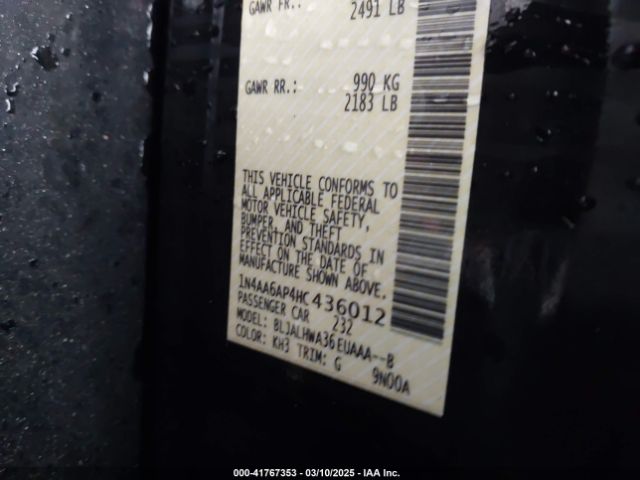 GAWR FR.:
2491 LB
GAWR RR.: 990 KG
2183 LB
THIS VEHICLE CONFORMS TO
ALL APPLICABLE FEDERAL
MOTOR VEHICLE SAFETY,
BUMPER, AND THEFT
PREVENTION STANDARDS IN
EFFECT ON THE DATE OF
MANUFACTURE SHOWN ABOVE.
1N4AA6AP4HC 436012
PASSENGER CAR 232
MODEL: BLJALHWA36EUAAA--B
COLOR: KH3 TRIM: G 9N00A
000-41767353 - 03/10/2025 - IAA Inc.